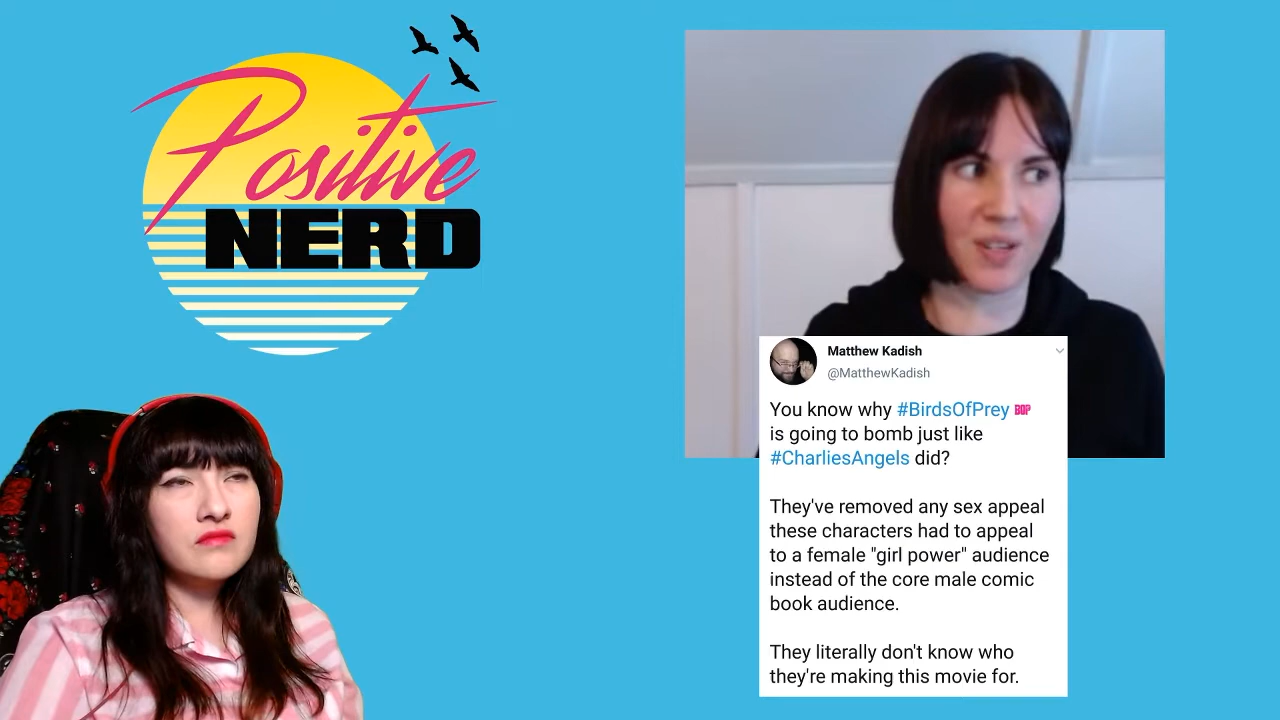 Positive
NERD
Matthew Kadish
@MatthewKadish
You know why #BirdsOfPrey BOP
is going to bomb just like
#CharliesAngels did?
They've removed any sex appeal
these characters had to appeal
to a female "girl power" audience
instead of the core male comic
book audience.
They literally don't know who
they're making this movie for.